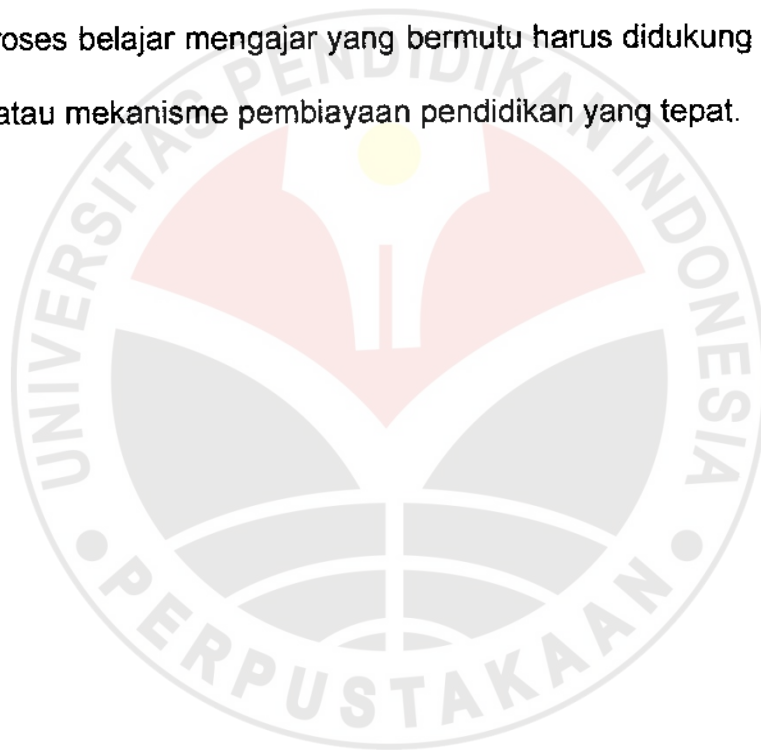 roses belajar mengajar yang bermutu harus didukung
atau mekanisme pembiayaan pendidikan yang tepat.
UNIVERSITAS PENDIDIKAN INDONESIA
PERPUSTAKAAN